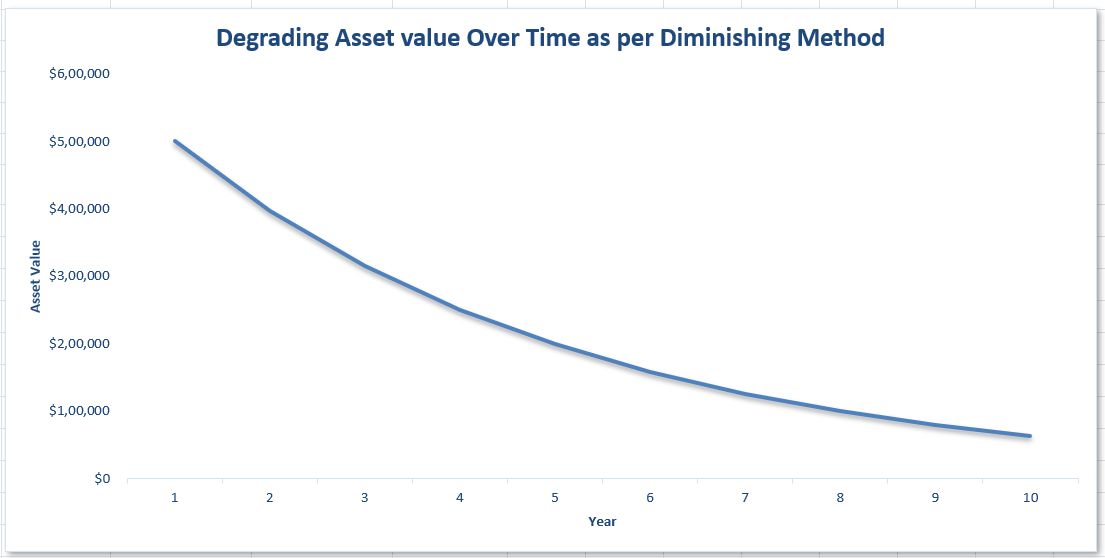 Degrading Asset value Over Time as per Diminishing Method
$6,00,000
$5,00,000
$4,00,000
$3,00,000
$2,00,000
$1,00,000
$0
Asset Value
1 2 3 4 5 6 7 8 9 10
Year